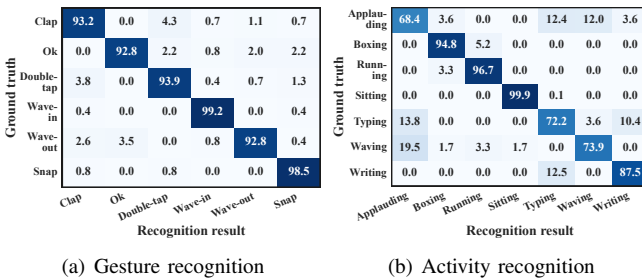 Ground truth
Clap 93.2 0.0 4.3 0.7 1.1 0.7
Ok 0.0 92.8 2.2 0.8 2.0 2.2
Double-
tap 3.8 0.0 93.9 0.4 0.7 1.3
Wave-
in 0.4 0.0 0.0 99.2 0.0 0.4
Wave-
out 2.6 3.5 0.0 0.8 92.8 0.4
Snap 0.8 0.0 0.8 0.0 0.0 98.5
Clap Ok Double-tap Wave-in Wave-out Snap
Recognition result
(a) Gesture recognition
Ground truth
Applau-
ding 68.4 3.6 0.0 0.0 12.4 12.0 3.6
Boxing 0.0 94.8 5.2 0.0 0.0 0.0 0.0
Runn-
ing 0.0 3.3 96.7 0.0 0.0 0.0 0.0
Sitting 0.0 0.0 0.0 99.9 0.1 0.0 0.0
Typing 13.8 0.0 0.0 0.0 72.2 3.6 10.4
Waving 19.5 1.7 3.3 1.7 0.0 73.9 0.0
Writing 0.0 0.0 0.0 0.0 12.5 0.0 87.5
Applauding Boxing Running Sitting Typing Waving Writing
Recognition result
(b) Activity recognition